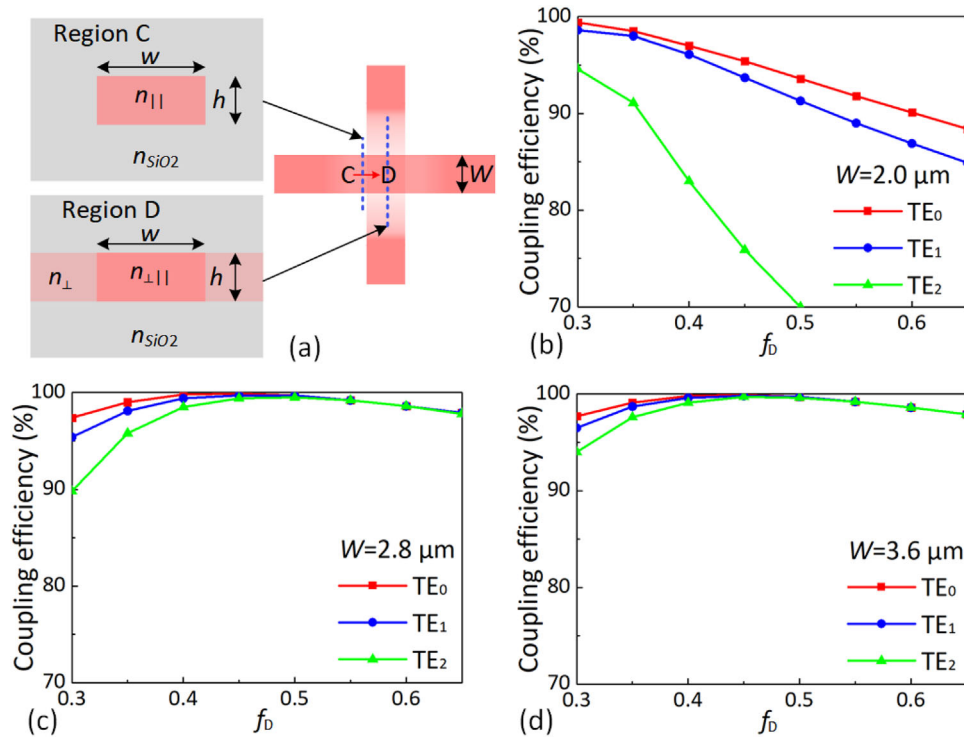 Region C
w
n||
h
nSiO2
Region D
w
n⊥
n⊥||
h
nSiO2
C
D
W
(a)
Coupling efficiency (%)
100
90
80
70
0.3
0.4
0.5
0.6
fD
W=2.0 μm
TE0
TE1
TE2
(b)
Coupling efficiency (%)
100
90
80
70
0.3
0.4
0.5
0.6
fD
W=2.8 μm
TE0
TE1
TE2
(c)
Coupling efficiency (%)
100
90
80
70
0.3
0.4
0.5
0.6
fD
W=3.6 μm
TE0
TE1
TE2
(d)